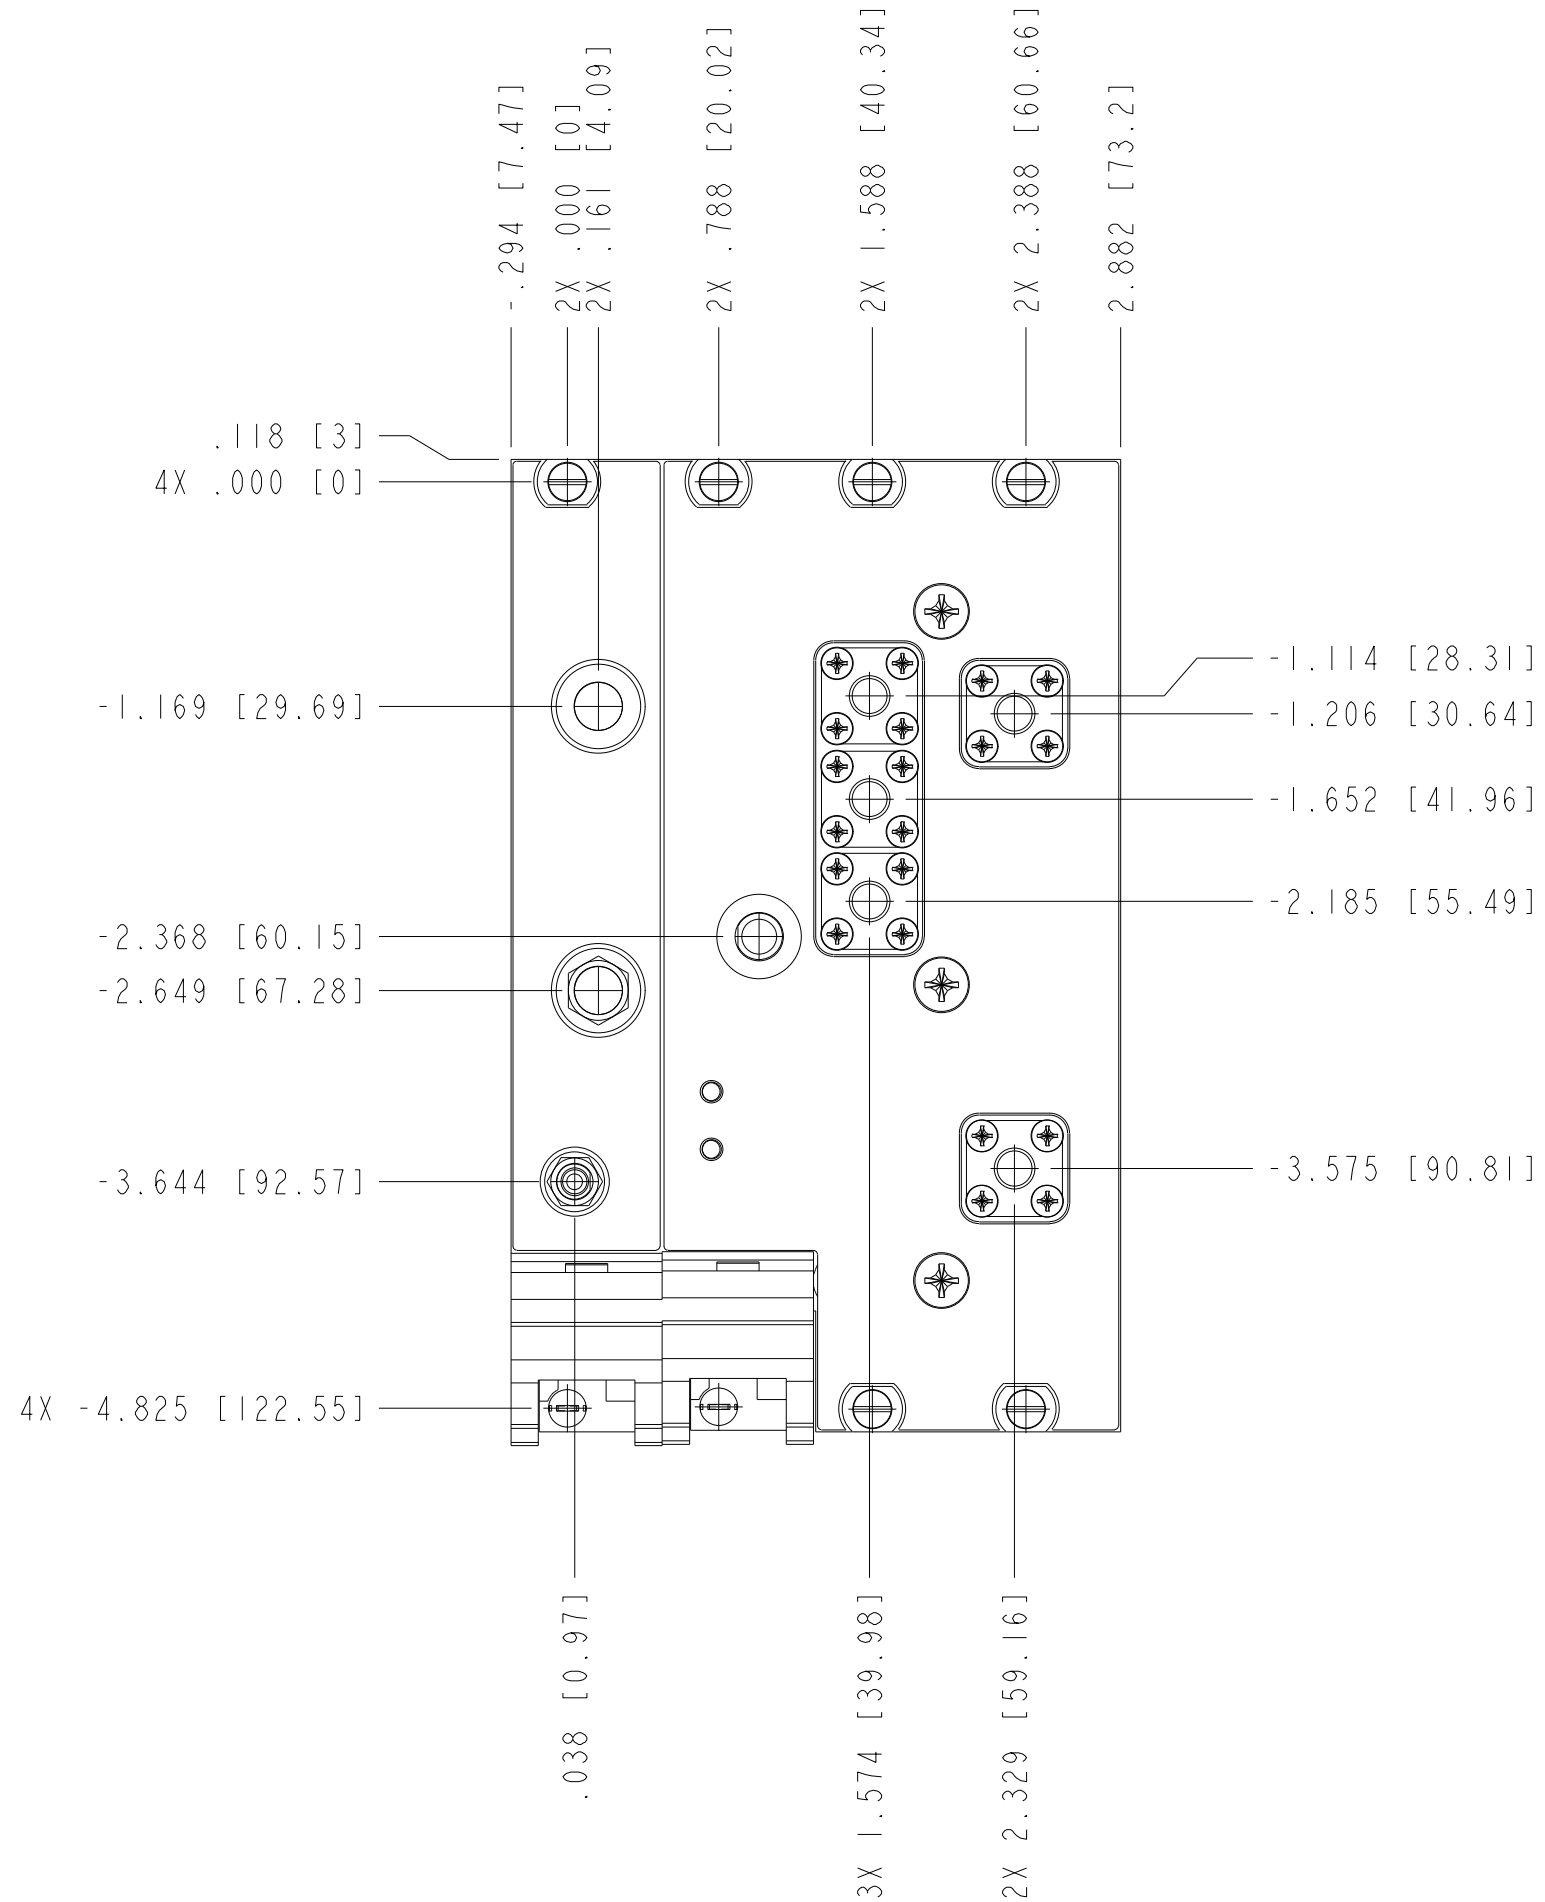 -.294 [7.47]
2X .000 [0]
2X .161 [4.09]
2X .788 [20.02]
2X 1.588 [40.34]
2X 2.388 [60.66]
2.882 [73.2]
.118 [3]
4X .000 [0]
-1.114 [28.31]
-1.169 [29.69]
-1.206 [30.64]
-1.652 [41.96]
-2.185 [55.49]
-2.368 [60.15]
-2.649 [67.28]
-3.575 [90.81]
-3.644 [92.57]
4X -4.825 [122.55]
.038 [0.97]
3X 1.574 [39.98]
2X 2.329 [59.16]